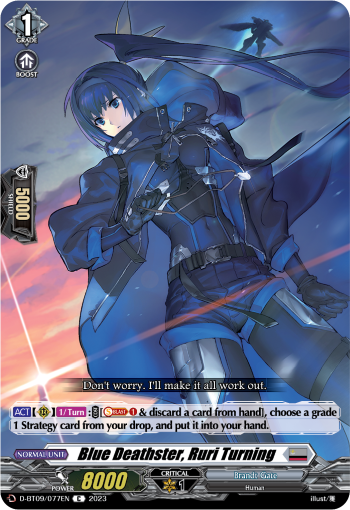 1
GRADE
BOOST
5000
SHIELD
Don't worry. I'll make it all work out.
ACT【 】1/Turn : [ BLAST 1 & discard a card from hand], choose a grade
1 Strategy card from your drop, and put it into your hand.
NORMAL UNIT Blue Deathster, Ruri Turning
POWER 8000 CRITICAL 1 Brandt Gate
Human
D-BT09/077EN C 2023 illust/